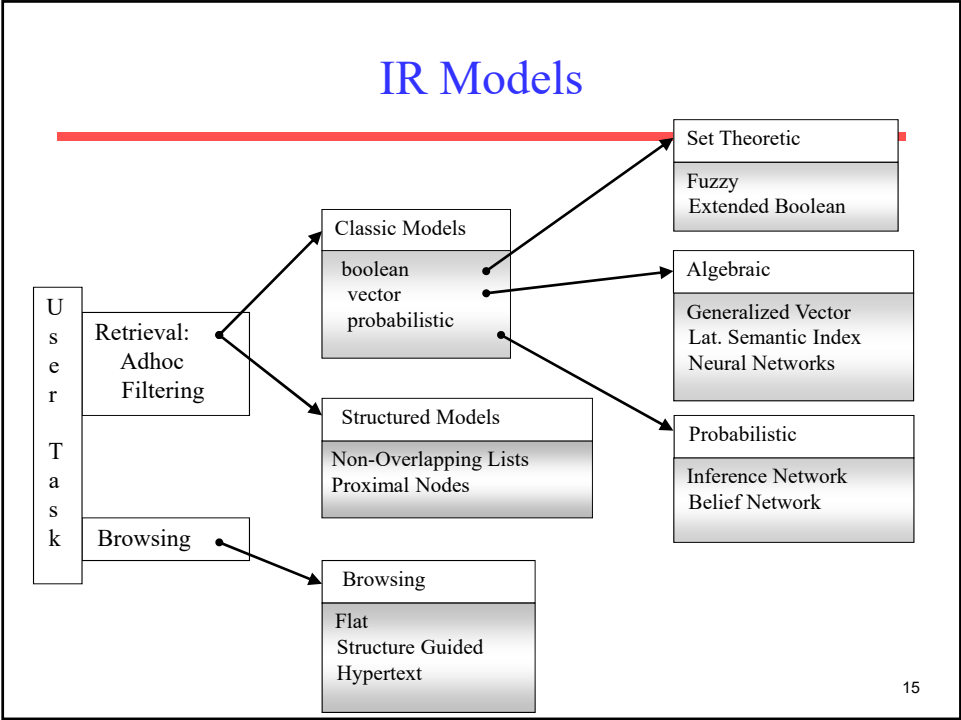 IR Models
User Task
Retrieval:
Adhoc
Filtering
Browsing
Classic Models
boolean
vector
probabilistic
Structured Models
Non-Overlapping Lists
Proximal Nodes
Browsing
Flat
Structure Guided
Hypertext
Set Theoretic
Fuzzy
Extended Boolean
Algebraic
Generalized Vector
Lat. Semantic Index
Neural Networks
Probabilistic
Inference Network
Belief Network
15